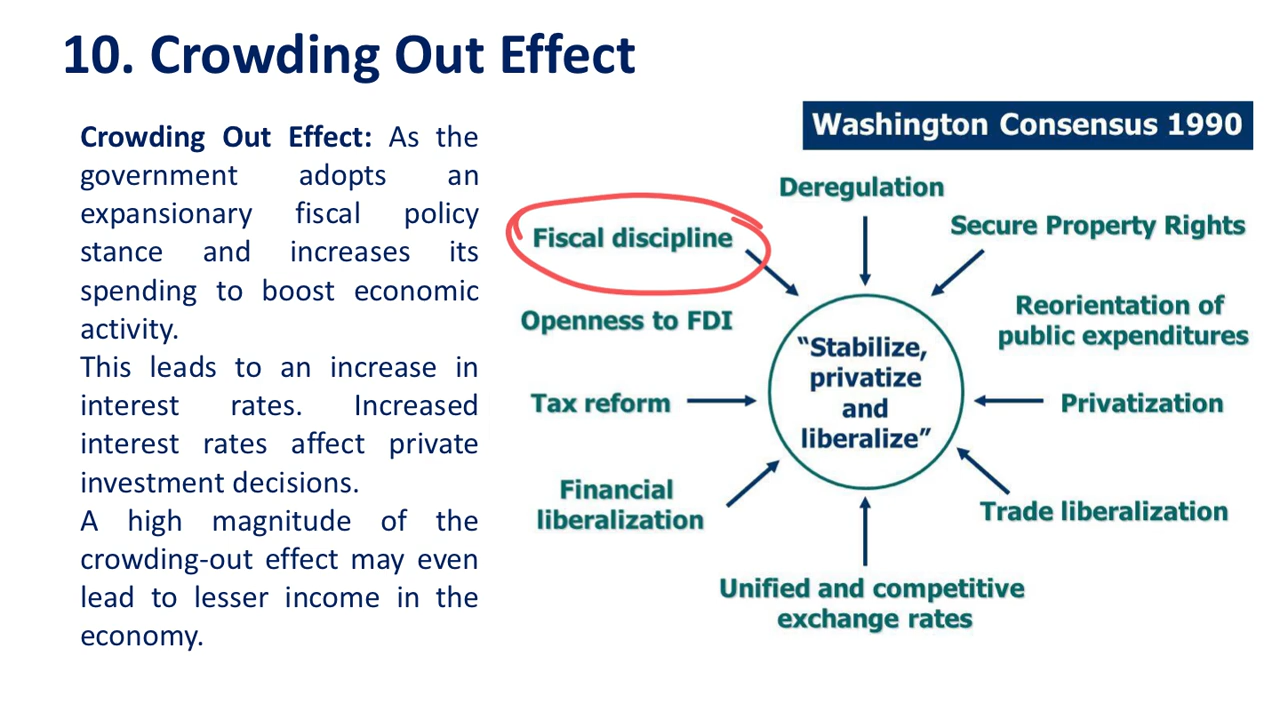 10. Crowding Out Effect
Crowding Out Effect: As the
government adopts an
expansionary fiscal policy
stance and increases its
spending to boost economic
activity.
This leads to an increase in
interest rates. Increased
interest rates affect private
investment decisions.
A high magnitude of the
crowding-out effect may even
lead to lesser income in the
economy.
Washington Consensus 1990
Deregulation
Fiscal discipline
Secure Property Rights
Openness to FDI
Reorientation of
public expenditures
"Stabilize,
privatize
and
liberalize”
Tax reform
Privatization
Financial
liberalization
Trade liberalization
Unified and competitive
exchange rates